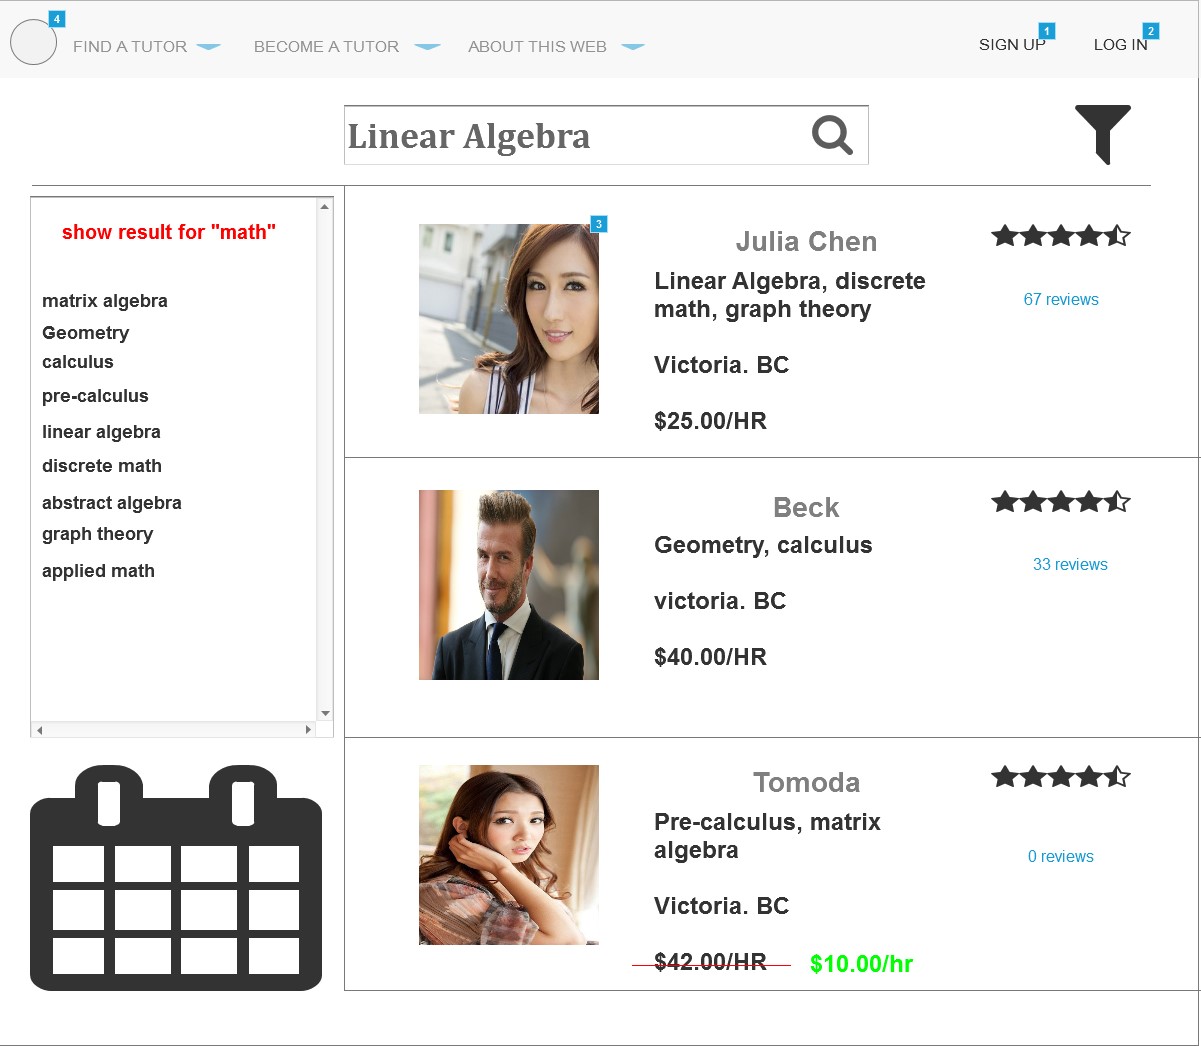 4
FIND A TUTOR BECOME A TUTOR ABOUT THIS WEB SIGN UP 1 LOG IN 2
Linear Algebra
show result for "math"
matrix algebra
Geometry
calculus
pre-calculus
linear algebra
discrete math
abstract algebra
graph theory
applied math
3
Julia Chen
Linear Algebra, discrete
math, graph theory
67 reviews
Victoria. BC
$25.00/HR
Beck
Geometry, calculus
33 reviews
victoria. BC
$40.00/HR
Tomoda
Pre-calculus, matrix
algebra
0 reviews
Victoria. BC
$42.00/HR $10.00/hr